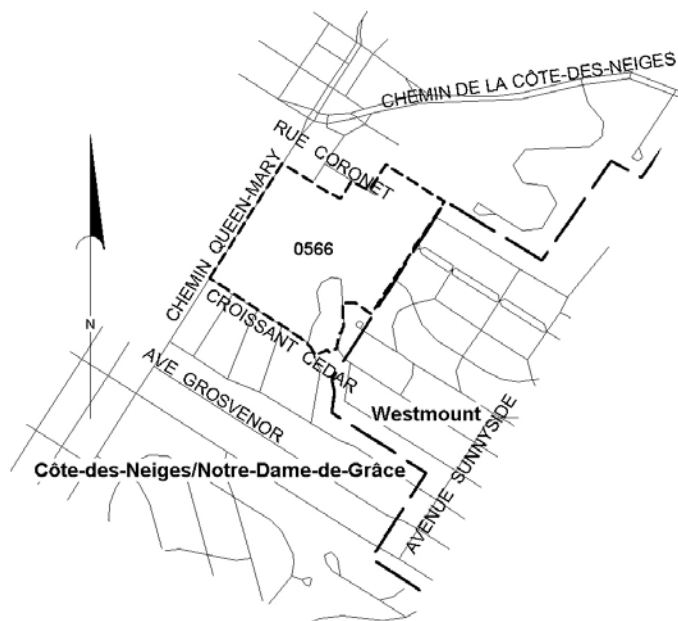 CHEMIN DE LA CÔTE-DES-NEIGES
RUE CORONET
CHEMIN QUEEN-MARY
0566
CROISSANT CEDAR
N
AVE GROSVENOR
Westmount
AVENUE SUNNYSIDE
Côte-des-Neiges/Notre-Dame-de-Grâce